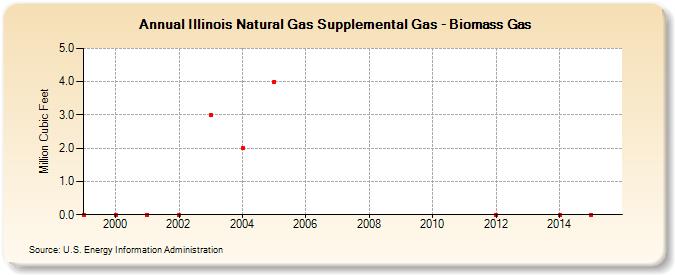 Annual Illinois Natural Gas Supplemental Gas - Biomass Gas
Million Cubic Feet
5.0
4.0
3.0
2.0
1.0
0.0
2000 2002 2004 2006 2008 2010 2012 2014
Source: U.S. Energy Information Administration